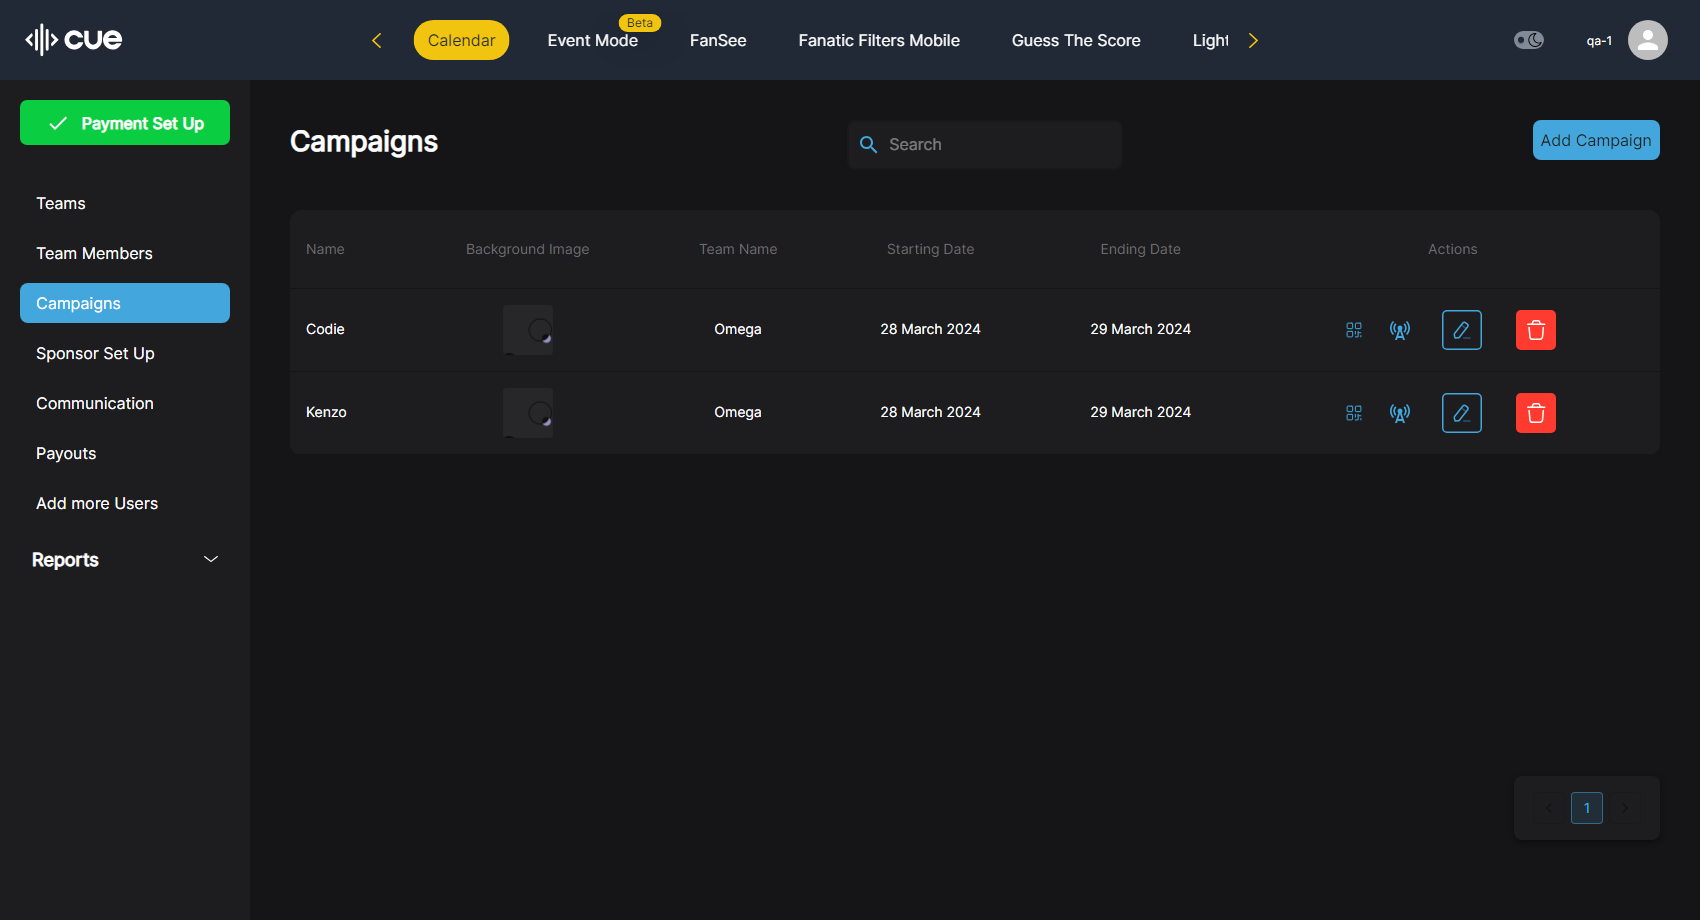 cue
Calendar
Event Mode
Beta
FanSee
Fanatic Filters Mobile
Guess The Score
Light
qa-1
Payment Set Up
Teams
Team Members
Campaigns
Sponsor Set Up
Communication
Payouts
Add more Users
Reports
Campaigns
Search
Add Campaign
Name Background Image Team Name Starting Date Ending Date Actions
Codie Omega 28 March 2024 29 March 2024
Kenzo Omega 28 March 2024 29 March 2024
1